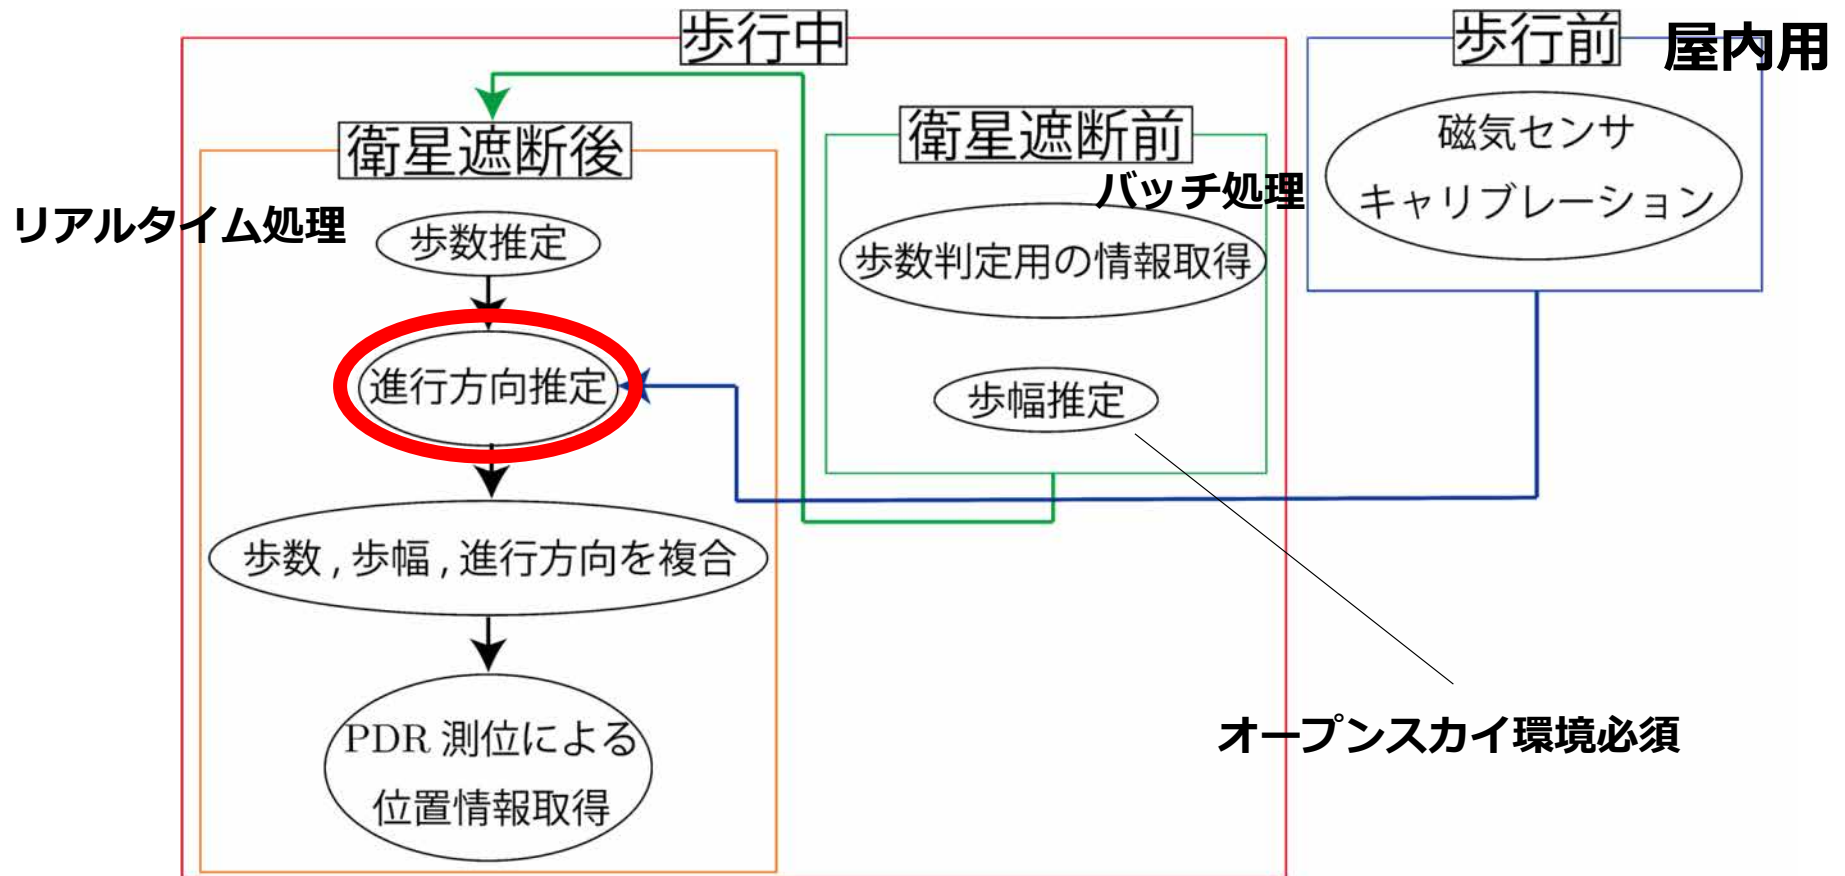 歩行中
歩行前
屋内用
衛星遮断後
衛星遮断前
磁気センサ
キャリブレーション
バッチ処理
リアルタイム処理
歩数推定
歩数判定用の情報取得
進行方向推定
歩幅推定
歩数 , 歩幅 , 進行方向を複合
オープンスカイ環境必須
PDR 測位による
位置情報取得